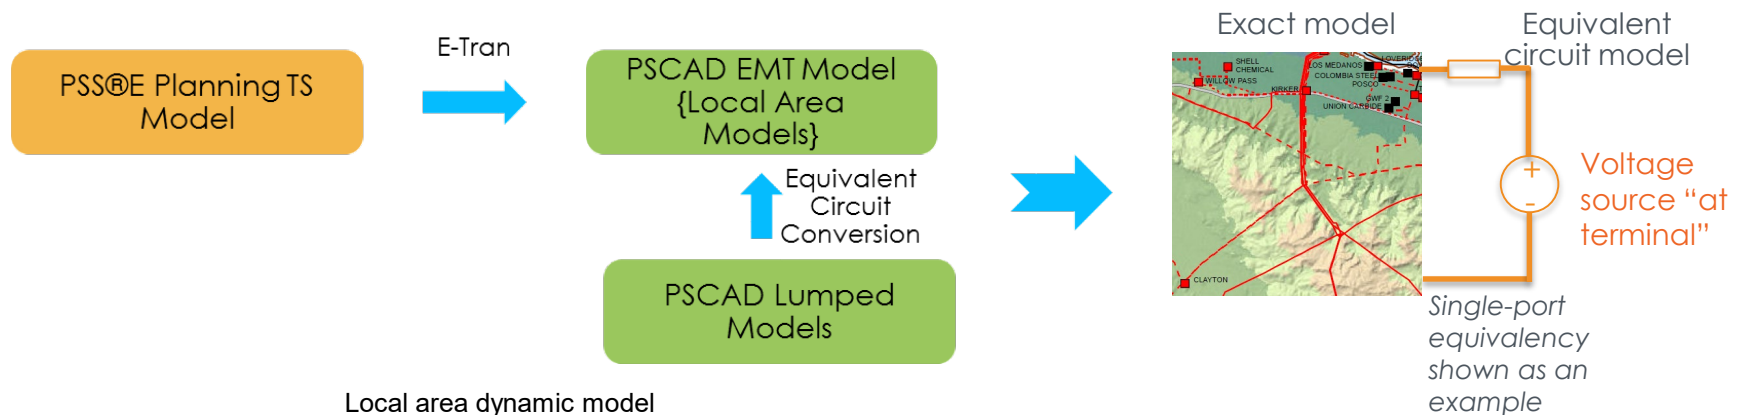 PSS®E Planning TS
Model
E-Tran
PSCAD EMT Model
{Local Area
Models}
Equivalent
Circuit
Conversion
PSCAD Lumped
Models
Local area dynamic model
Exact model
SHELL
CHEMICAL
WILLOW PASS
KIRKER
LOS MEDANOS
LOVERIDGE
COLOMBIA STEEL
POSCO
GWF 2
UNION CARBIDE
CLAYTON
Equivalent
circuit model
+
-
Voltage
source “at
terminal”
Single-port
equivalency
shown as an
example